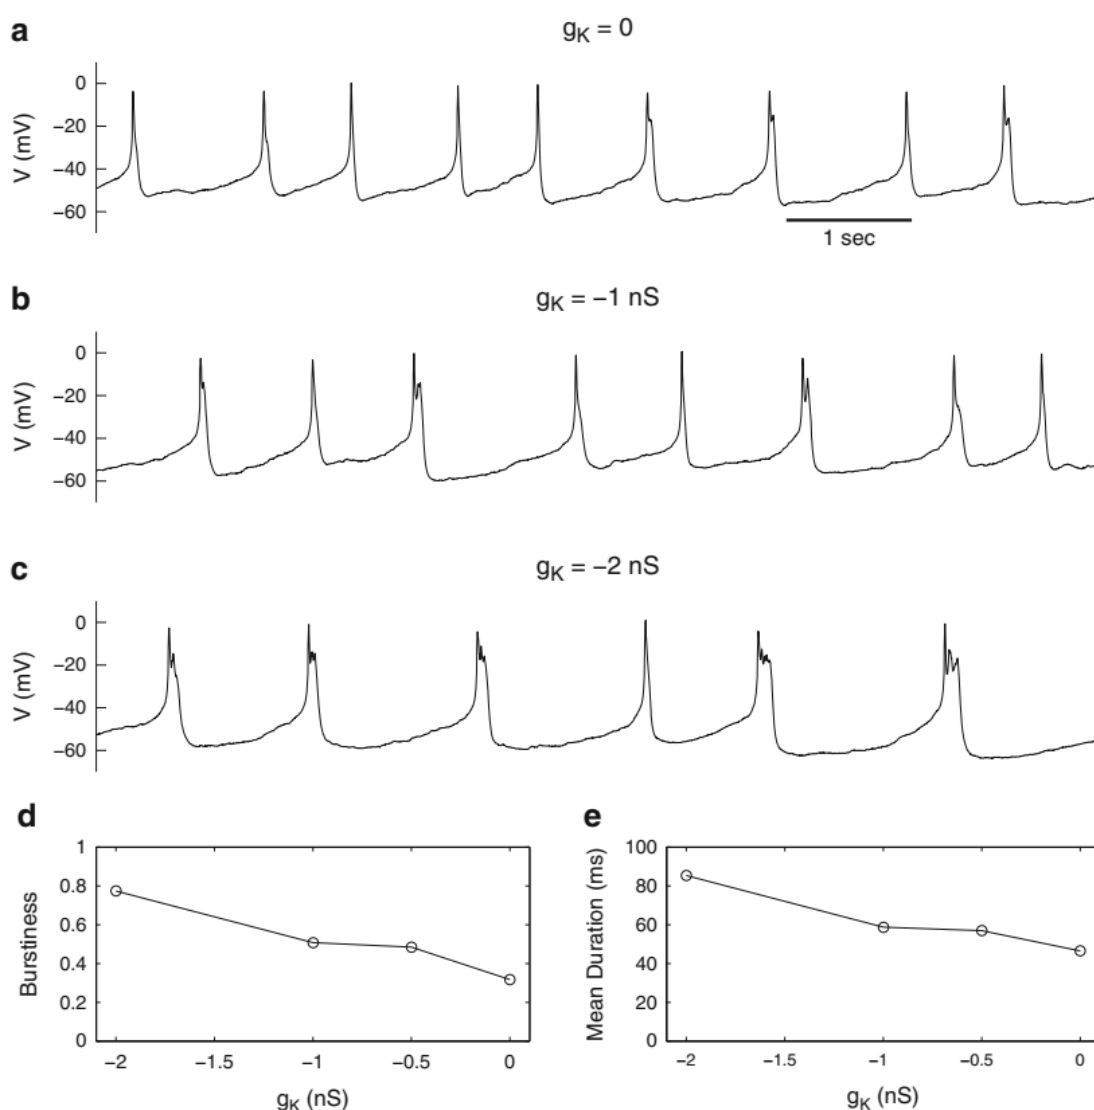 a
g_K = 0
V (mV)
0
−20
−40
−60
1 sec
b
g_K = −1 nS
V (mV)
0
−20
−40
−60
c
g_K = −2 nS
V (mV)
0
−20
−40
−60
d
Burstiness
1
0.8
0.6
0.4
0.2
0
−2 −1.5 −1 −0.5 0
g_K (nS)
e
Mean Duration (ms)
100
80
60
40
20
0
−2 −1.5 −1 −0.5 0
g_K (nS)